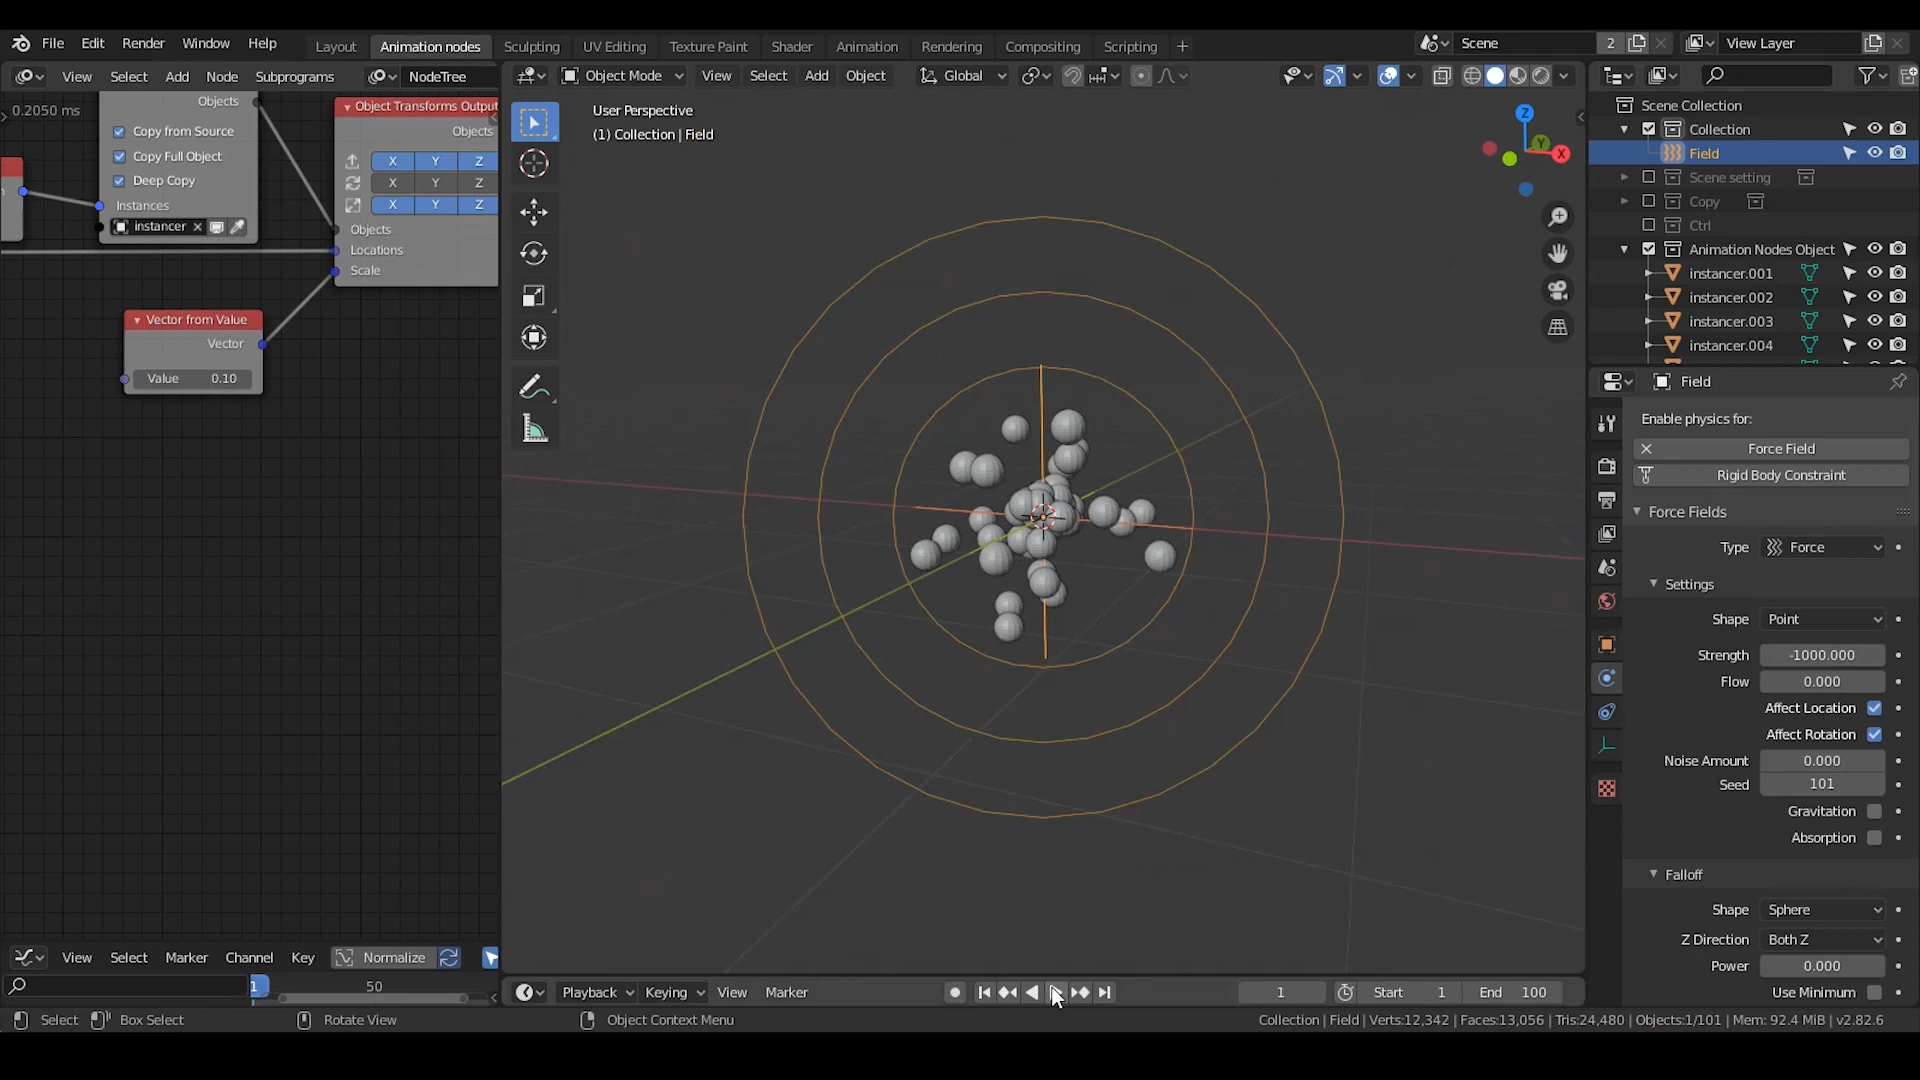 File Edit Render Window Help
Layout Animation nodes Sculpting UV Editing Texture Paint Shader Animation Rendering Compositing Scripting +
Scene 2
View Layer
View Select Add Node Subprograms NodeTree
Object Mode View Select Add Object Global
0.2050 ms
Objects
Copy from Source
Copy Full Object
Deep Copy
Instances
instancer
Object Transforms Output
Objects
X Y Z
X Y Z
X Y Z
Objects
Locations
Scale
Vector from Value
Vector
Value 0.10
User Perspective
(1) Collection | Field
Z
Y
X
Scene Collection
Collection
Field
Scene setting
Copy
Ctrl
Animation Nodes Object
instancer.001
instancer.002
instancer.003
instancer.004
Field
Enable physics for:
Force Field
Rigid Body Constraint
Force Fields
Type Force
Settings
Shape Point
Strength -1000.000
Flow 0.000
Affect Location
Affect Rotation
Noise Amount 0.000
Seed 101
Gravitation
Absorption
Falloff
Shape Sphere
Z Direction Both Z
Power 0.000
Use Minimum
View Select Marker Channel Key Normalize
1 50
Playback Keying View Marker
1 Start 1 End 100
Select Box Select Rotate View Object Context Menu
Collection | Field | Verts:12,342 | Faces:13,056 | Tris:24,480 | Objects:1/101 | Mem: 92.4 MiB | v2.82.6